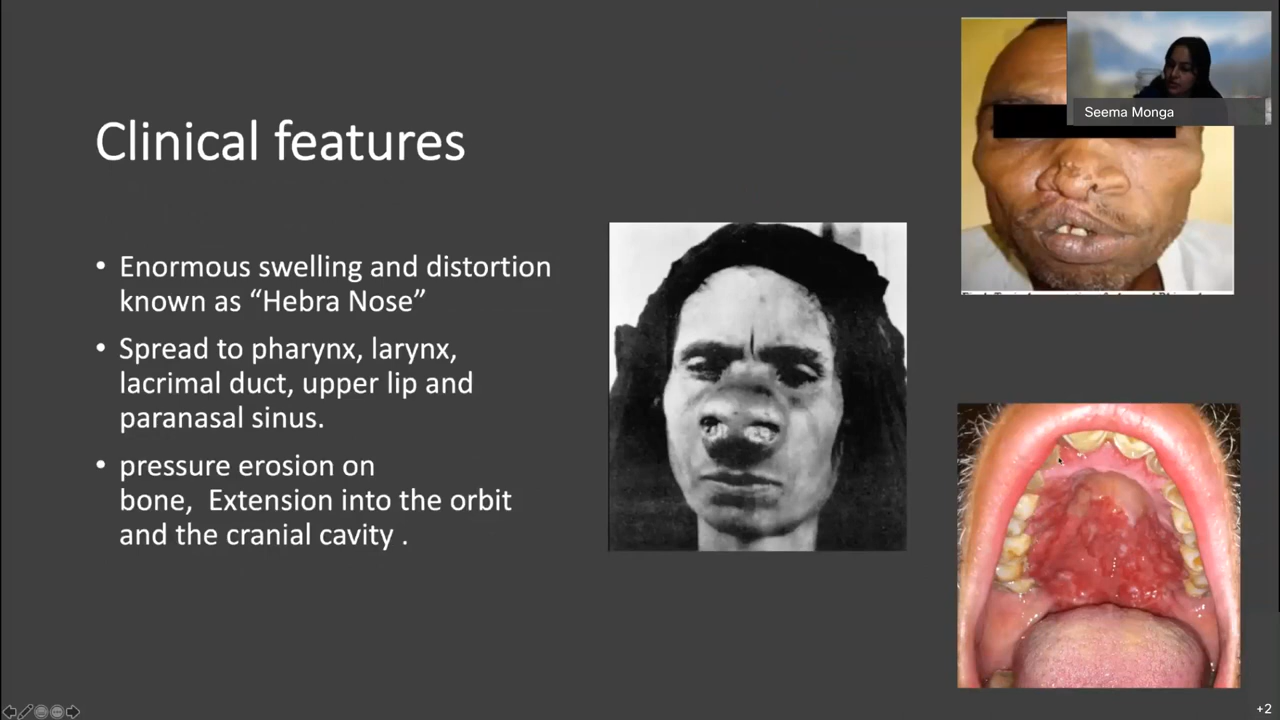 Clinical features
• Enormous swelling and distortion
known as “Hebra Nose”
• Spread to pharynx, larynx,
lacrimal duct, upper lip and
paranasal sinus.
• pressure erosion on
bone,  Extension into the orbit
and the cranial cavity .
Seema Monga
+2